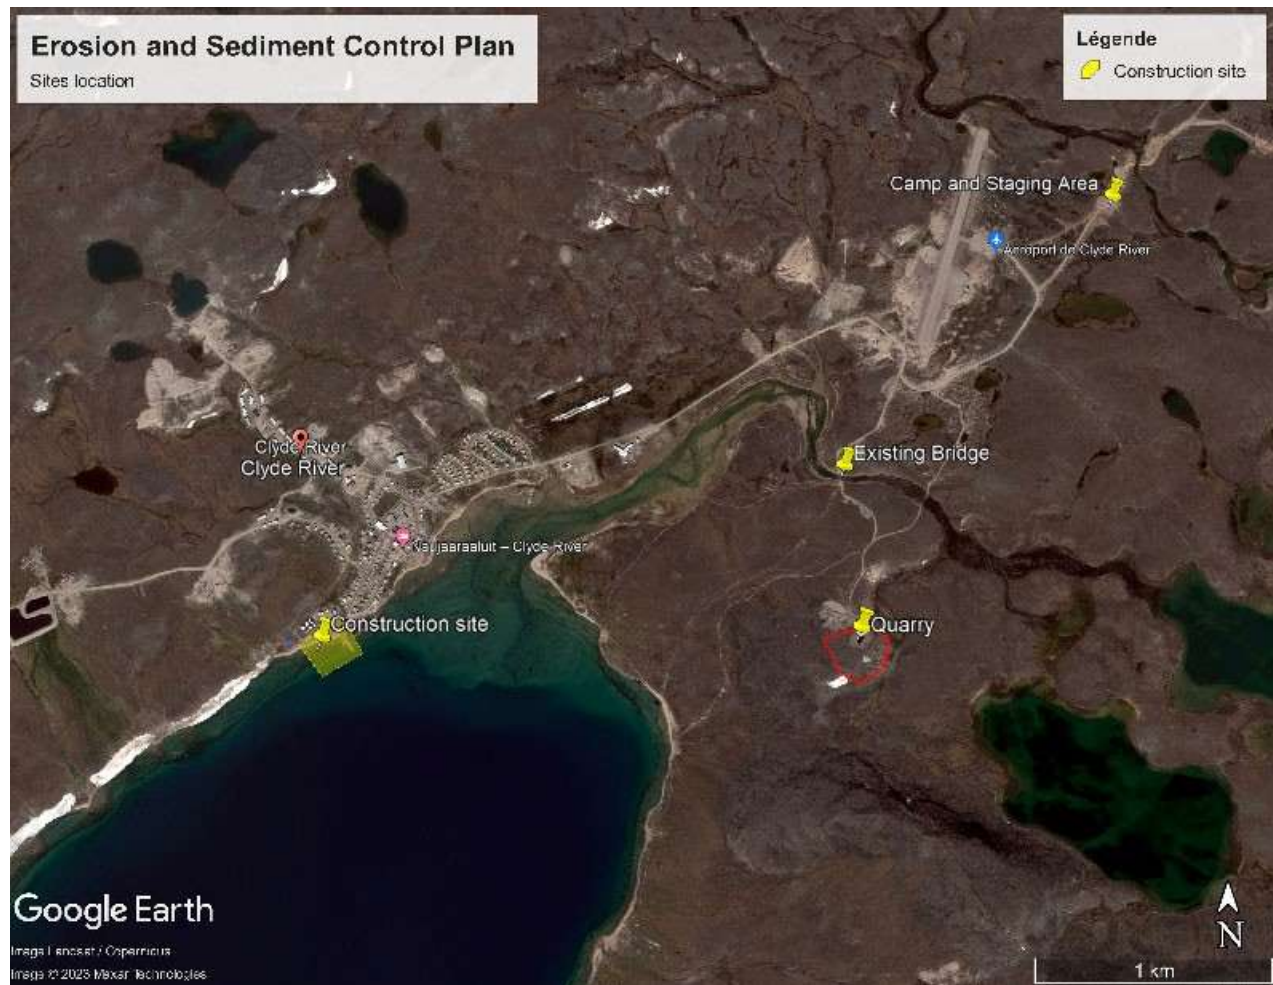 Erosion and Sediment Control Plan
Sites location
Légende
Construction site
Camp and Staging Area
Aéroport de Clyde River
Clyde River
Clyde River
Existing Bridge
Naujaaraaluit – Clyde River
Construction site
Quarry
Google Earth
Image Landsat / Copernicus
Image © 2023 Maxar Technologies
N
1 km